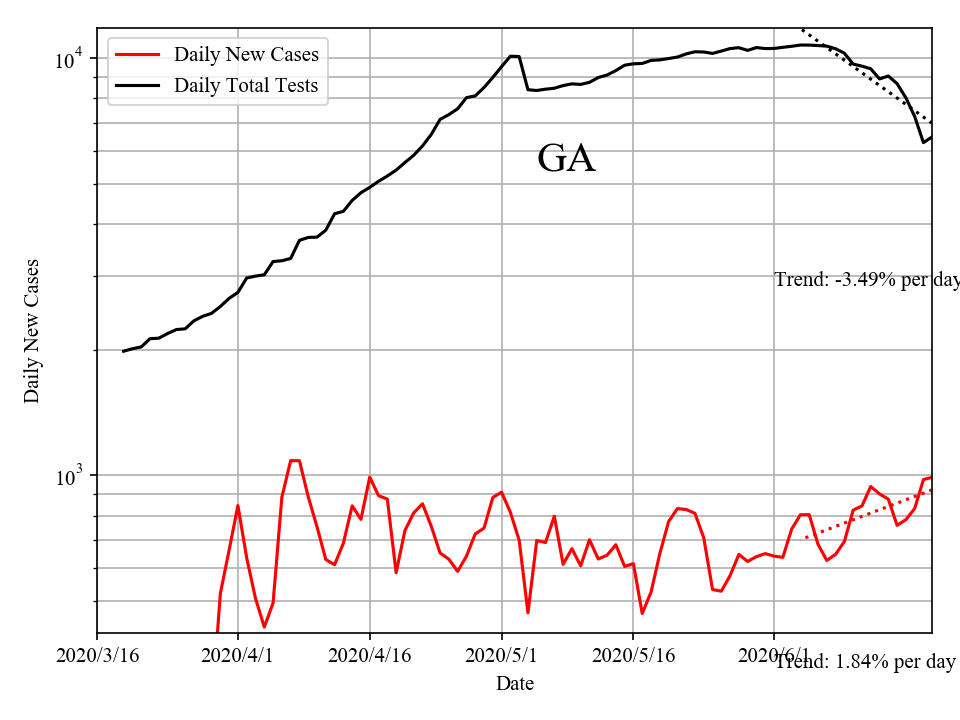 Daily New Cases
Daily Total Tests
10^4
GA
Trend: -3.49% per day
Daily New Cases
10^3
2020/3/16 2020/4/1 2020/4/16 2020/5/1 2020/5/16 2020/6/1
Trend: 1.84% per day
Date